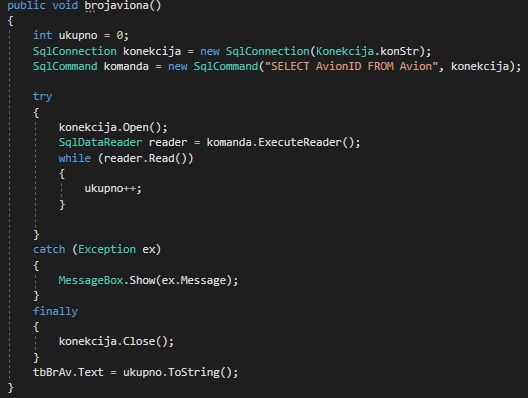 public void brojaviona()
{
int ukupno = 0;
SqlConnection konekcija = new SqlConnection(Konekcija.konStr);
SqlCommand komanda = new SqlCommand("SELECT AvionID FROM Avion", konekcija);
try
{
konekcija.Open();
SqlDataReader reader = komanda.ExecuteReader();
while (reader.Read())
{
ukupno++;
}
}
catch (Exception ex)
{
MessageBox.Show(ex.Message);
}
finally
{
konekcija.Close();
}
tbBrAv.Text = ukupno.ToString();
}